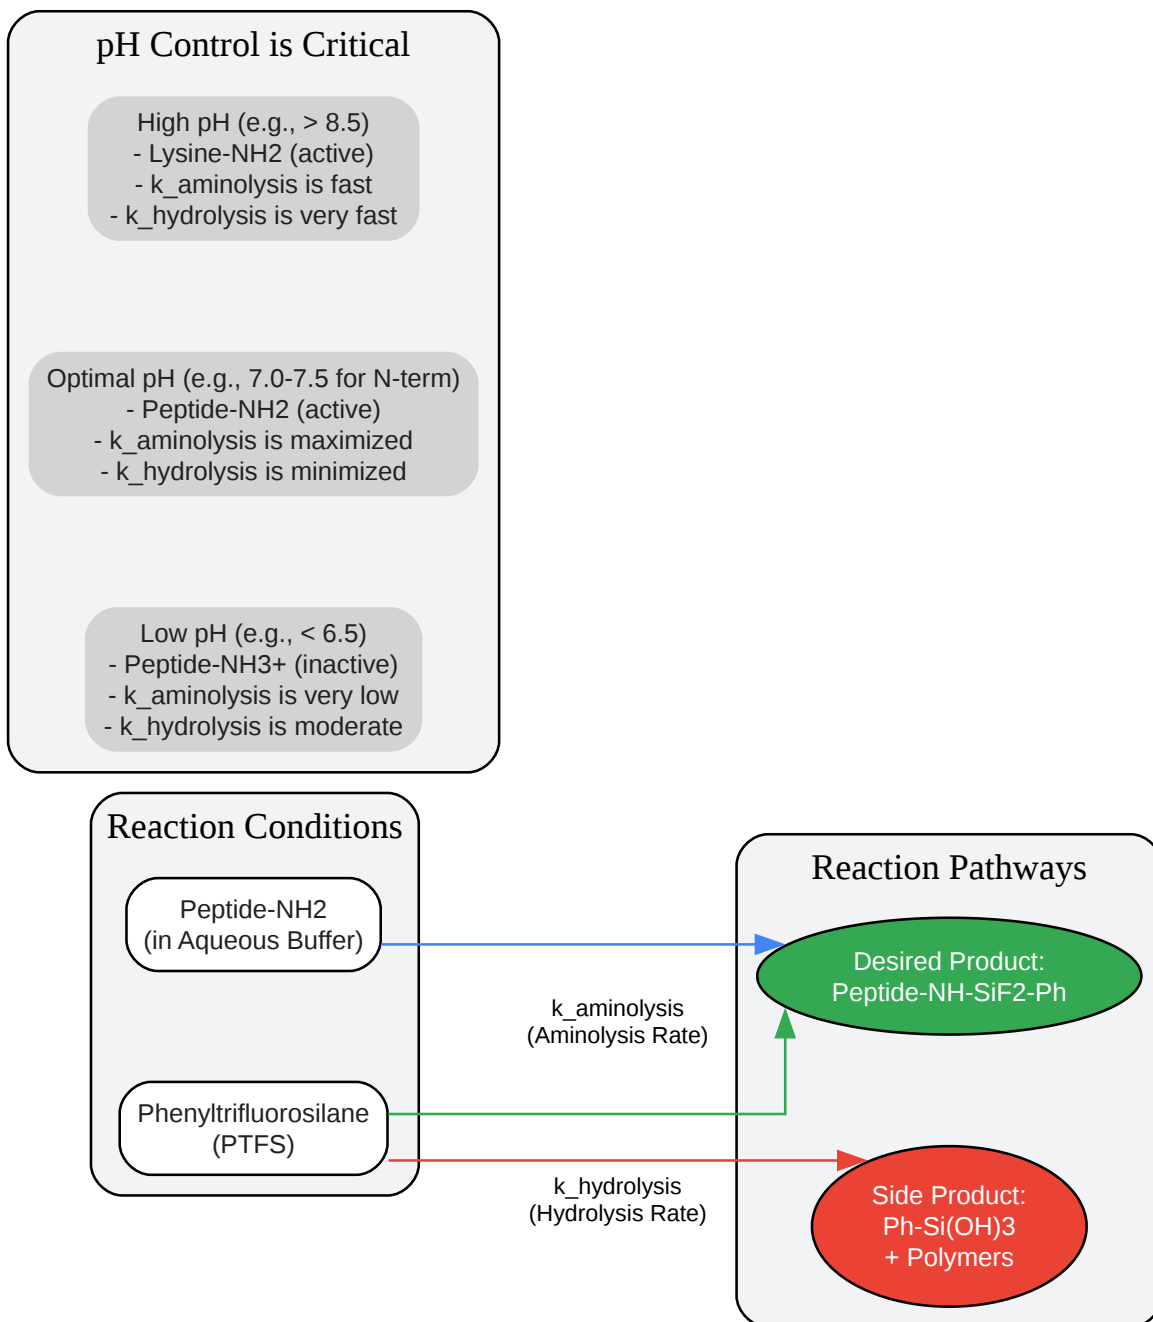 pH Control is Critical
High pH (e.g., > 8.5)
- Lysine-NH2 (active)
- k_aminolysis is fast
- k_hydrolysis is very fast
Optimal pH (e.g., 7.0-7.5 for N-term)
- Peptide-NH2 (active)
- k_aminolysis is maximized
- k_hydrolysis is minimized
Low pH (e.g., < 6.5)
- Peptide-NH3+ (inactive)
- k_aminolysis is very low
- k_hydrolysis is moderate
Reaction Conditions
Peptide-NH2
(in Aqueous Buffer)
Phenyltrifluorosilane
(PTFS)
k_aminolysis
(Aminolysis Rate)
k_hydrolysis
(Hydrolysis Rate)
Reaction Pathways
Desired Product:
Peptide-NH-SiF2-Ph
Side Product:
Ph-Si(OH)3
+ Polymers